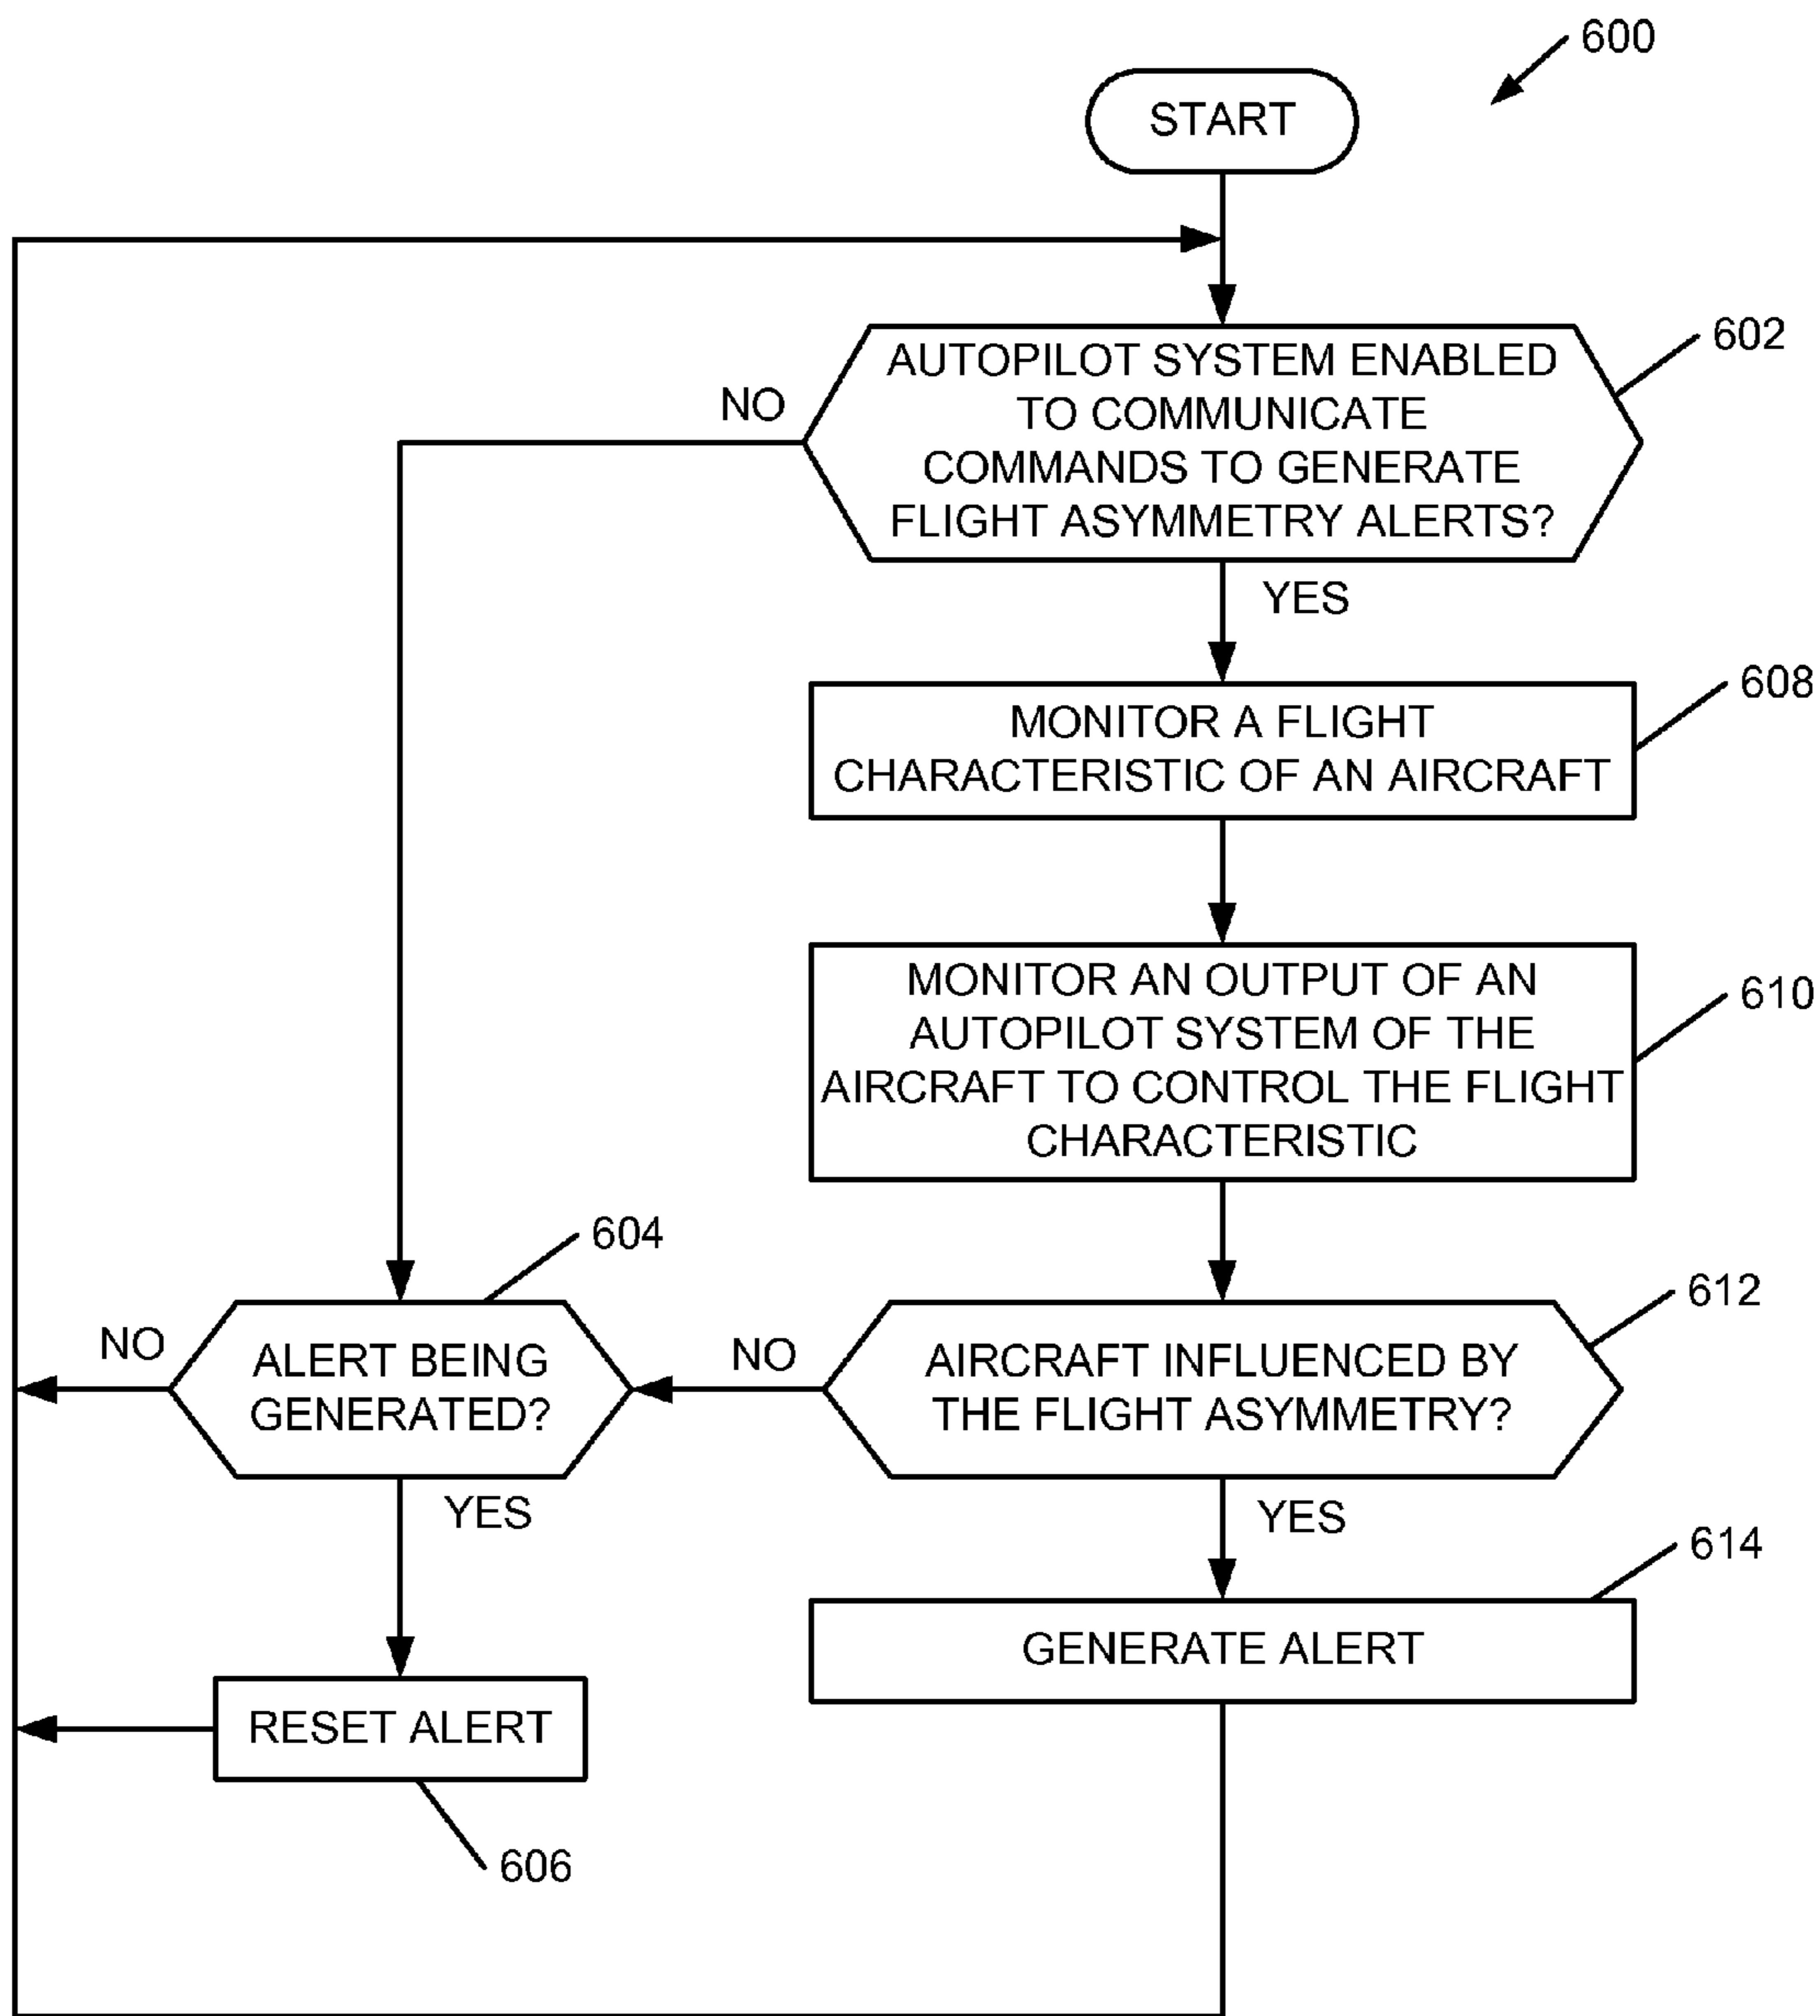 600
START
602
AUTOPILOT SYSTEM ENABLED
TO COMMUNICATE
COMMANDS TO GENERATE
FLIGHT ASYMMETRY ALERTS?
NO
YES
608
MONITOR A FLIGHT
CHARACTERISTIC OF AN AIRCRAFT
610
MONITOR AN OUTPUT OF AN
AUTOPILOT SYSTEM OF THE
AIRCRAFT TO CONTROL THE FLIGHT
CHARACTERISTIC
604
612
NO
ALERT BEING
GENERATED?
NO
AIRCRAFT INFLUENCED BY
THE FLIGHT ASYMMETRY?
YES
YES
614
GENERATE ALERT
RESET ALERT
606